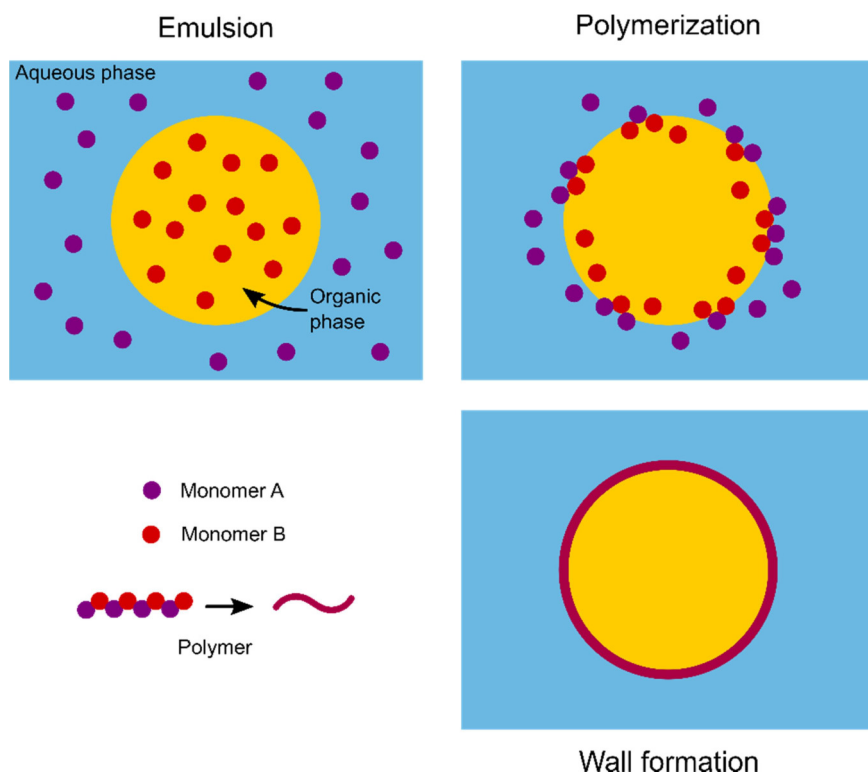 Emulsion
Polymerization
Aqueous phase
Organic
phase
Monomer A
Monomer B
Polymer
Wall formation